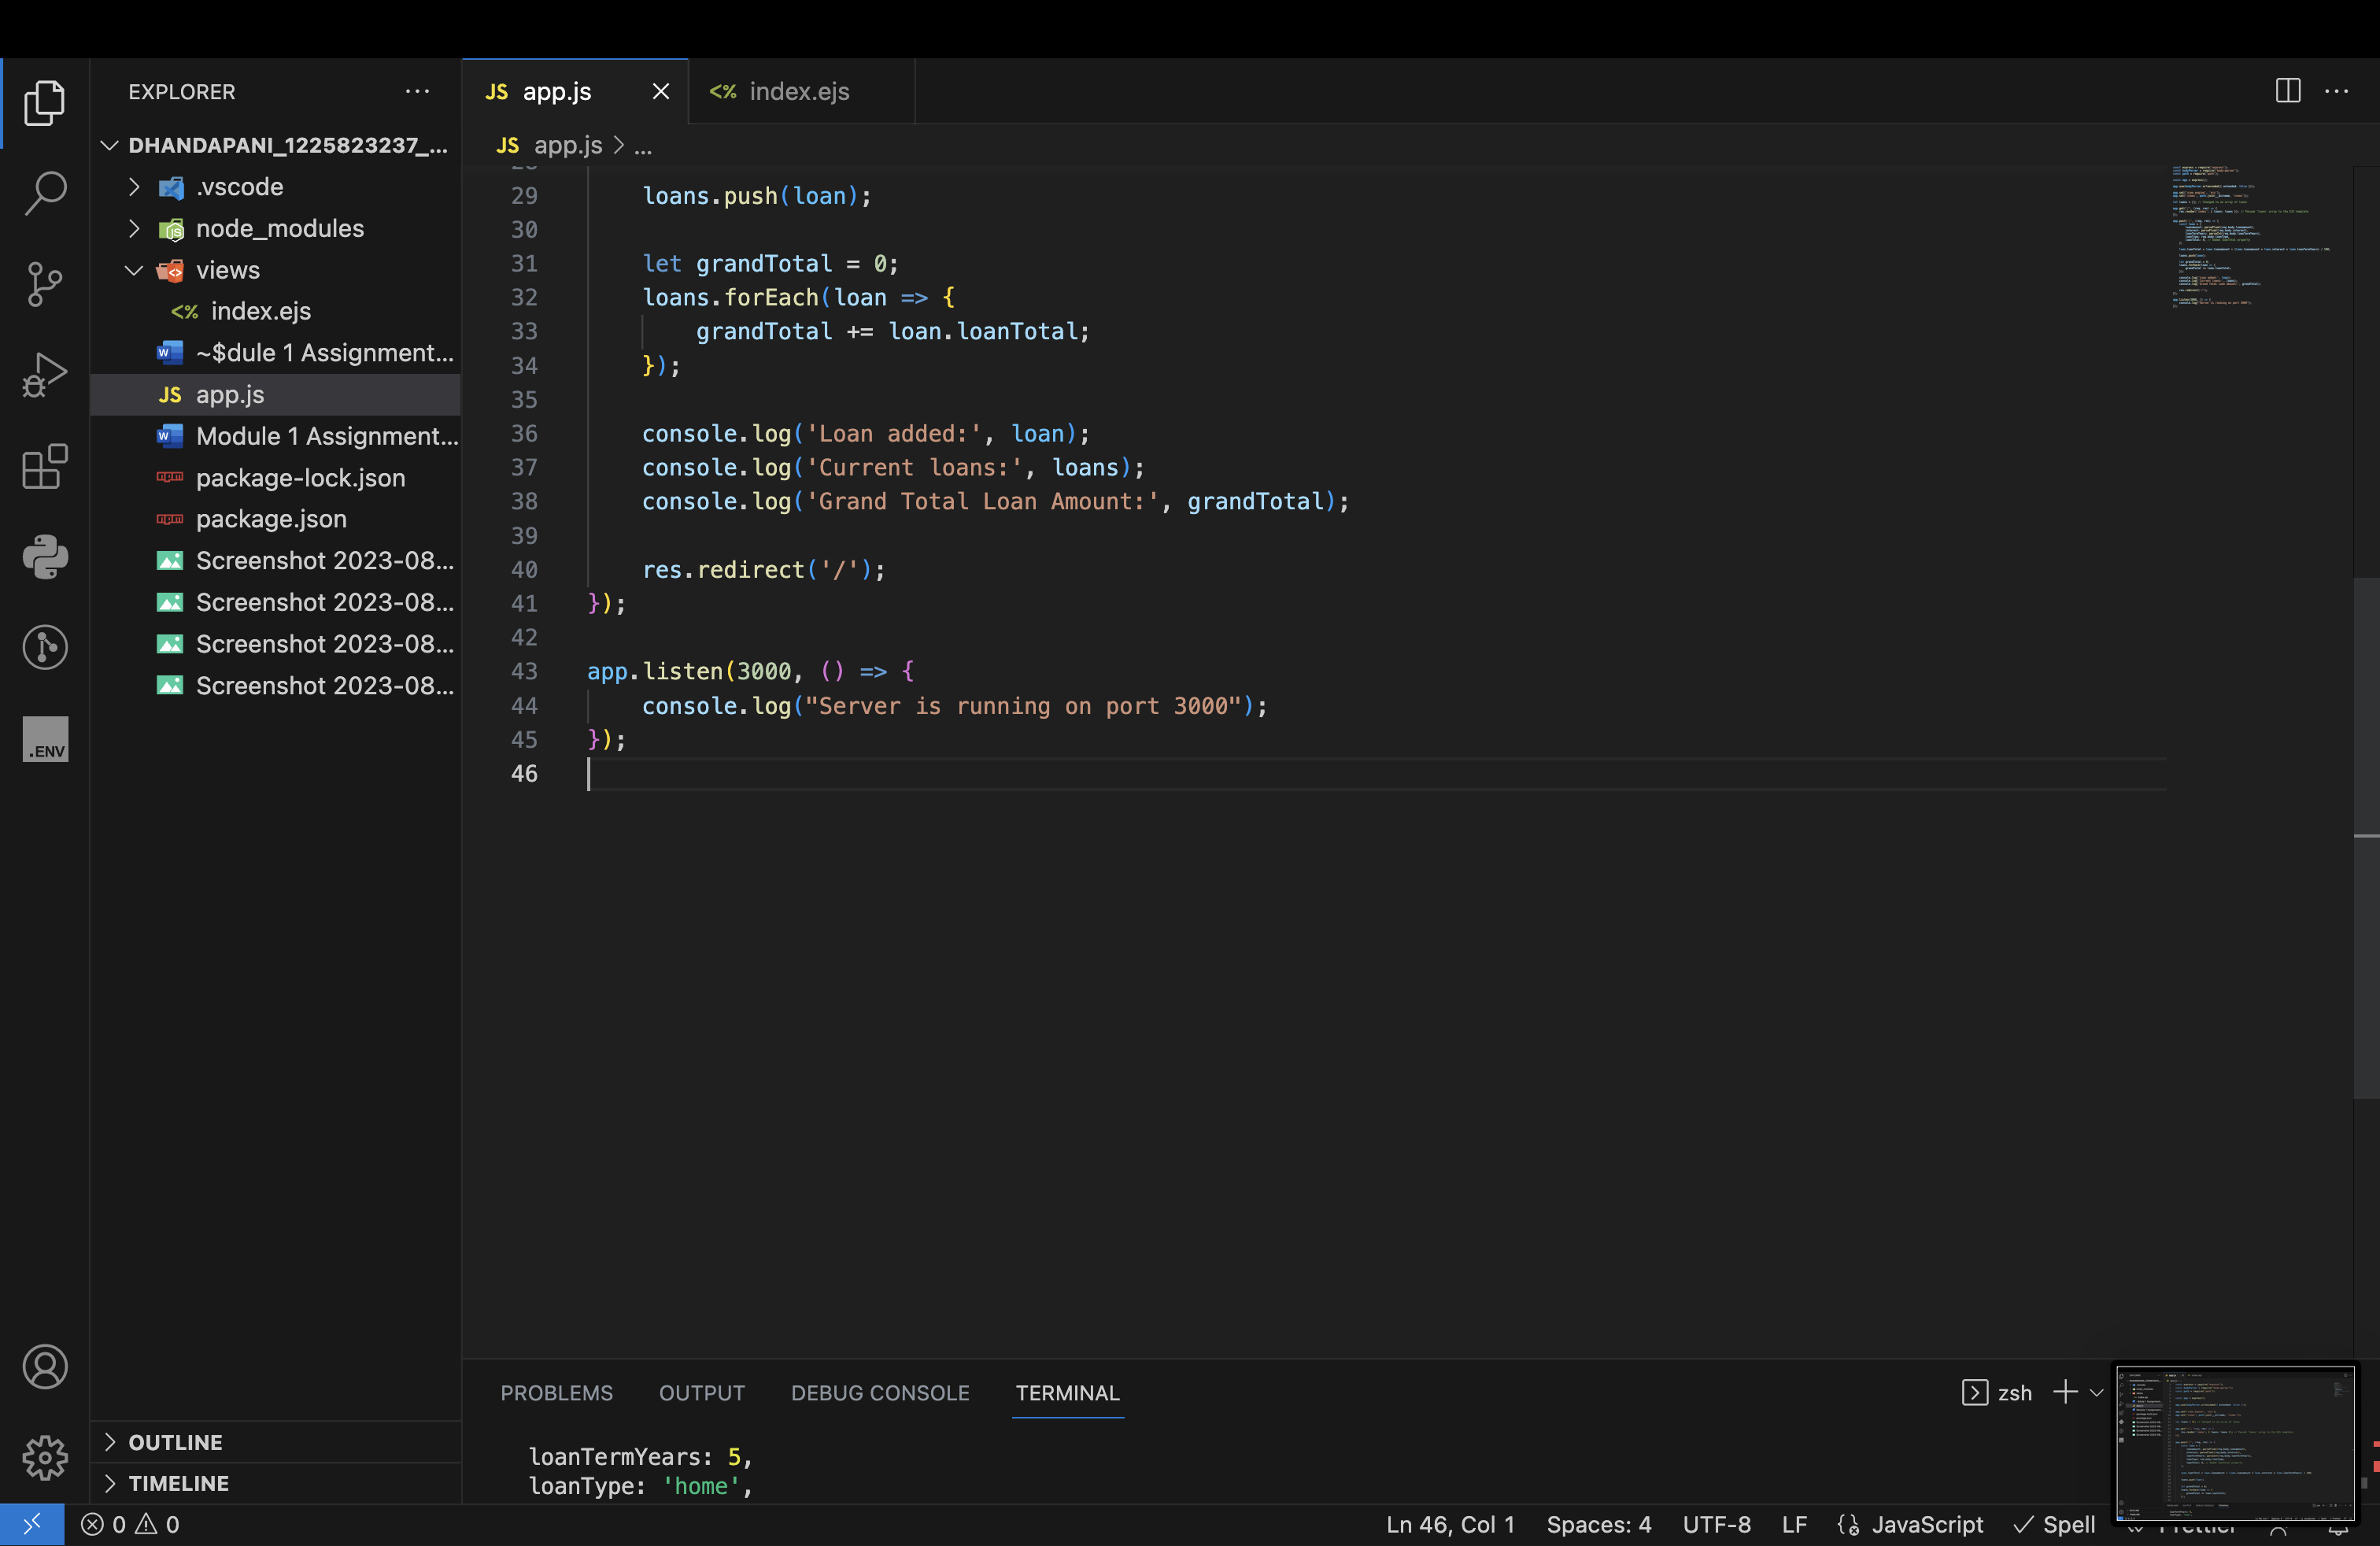 EXPLORER
DHANDAPANI_1225823237_...
.vscode
node_modules
views
<% index.ejs
~$dule 1 Assignment...
JS app.js
Module 1 Assignment...
package-lock.json
package.json
Screenshot 2023-08...
Screenshot 2023-08...
Screenshot 2023-08...
Screenshot 2023-08...
.ENV
OUTLINE
TIMELINE
JS app.js
<% index.ejs
JS app.js > ...
29 loans.push(loan);
30
31 let grandTotal = 0;
32 loans.forEach(loan => {
33 grandTotal += loan.loanTotal;
34 });
35
36 console.log('Loan added:', loan);
37 console.log('Current loans:', loans);
38 console.log('Grand Total Loan Amount:', grandTotal);
39
40 res.redirect('/');
41 });
42
43 app.listen(3000, () => {
44 console.log("Server is running on port 3000");
45 });
46
PROBLEMS OUTPUT DEBUG CONSOLE TERMINAL
zsh
loanTermYears: 5,
loanType: 'home',
0 0
Ln 46, Col 1 Spaces: 4 UTF-8 LF JavaScript Spell